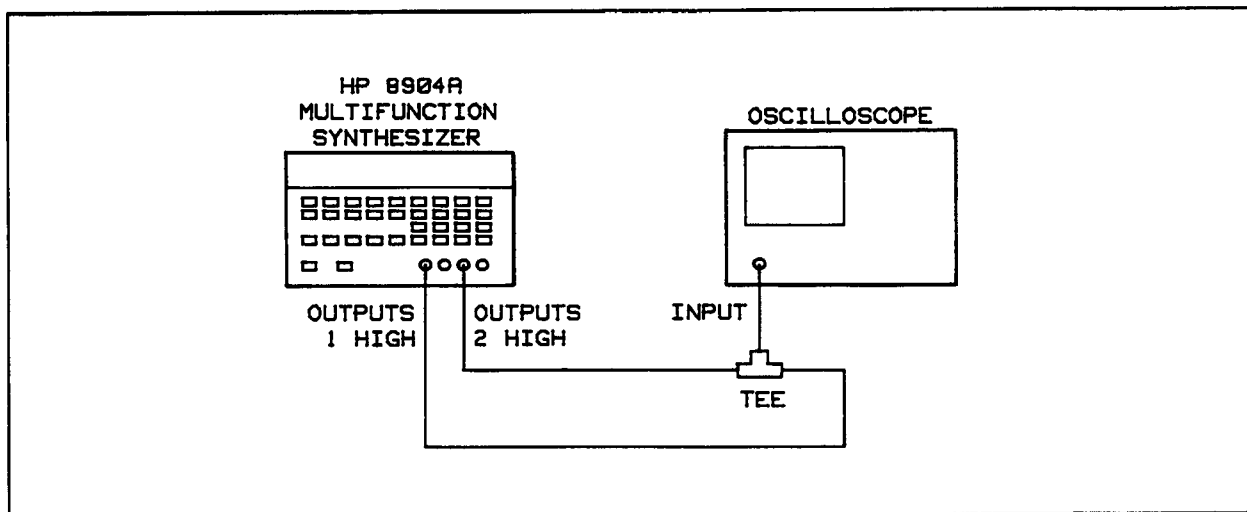 HP 8904A
MULTIFUNCTION
SYNTHESIZER
OSCILLOSCOPE
OUTPUTS
1 HIGH
OUTPUTS
2 HIGH
INPUT
TEE